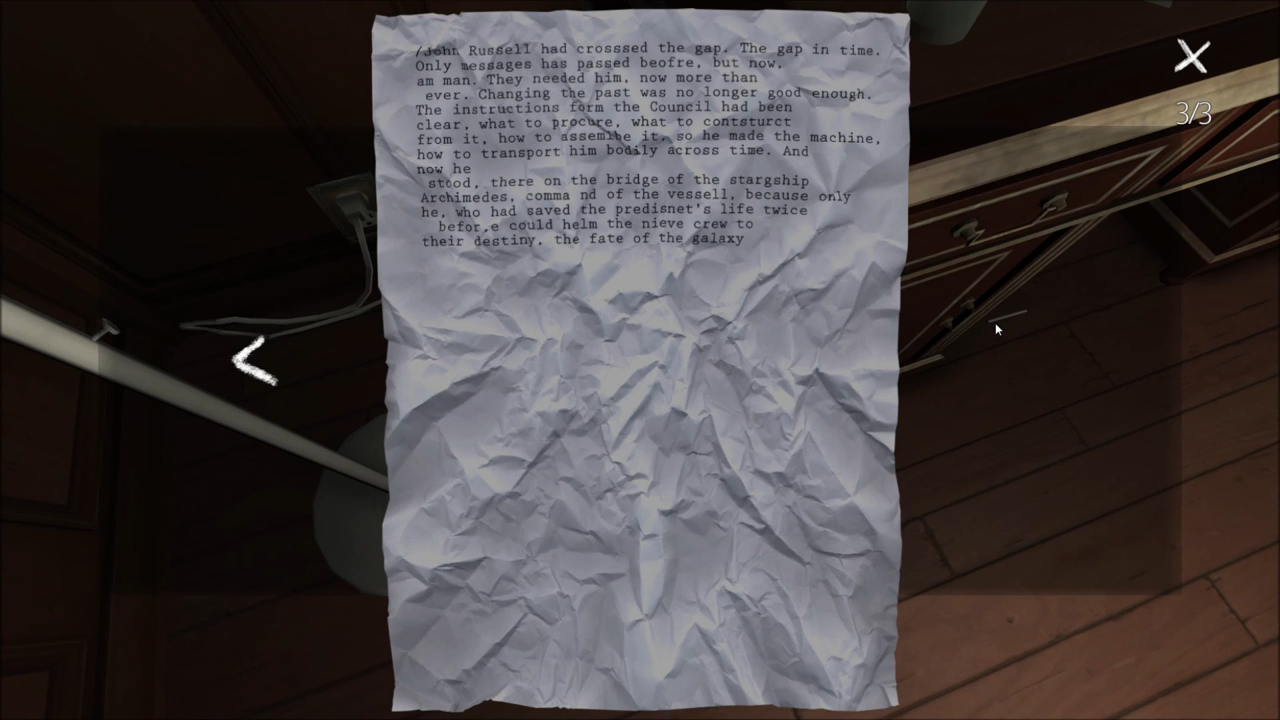 /John Russell had crosssed the gap. The gap in time.
Only messages has passed beofre, but now,
am man. They needed him, now more than
ever. Changing the past was no longer good enough.
The instructions form the Council had been
clear, what to procure, what to contsturct
from it, how to assemlbe it, so he made the machine,
how to transport him bodily across time. And
now he
stood, there on the bridge of the stargship
Archimedes, comma nd of the vessell, because only
he, who had saved the predisnet's life twice
befor,e could helm the nieve crew to
their destiny, the fate of the galaxy
3/3